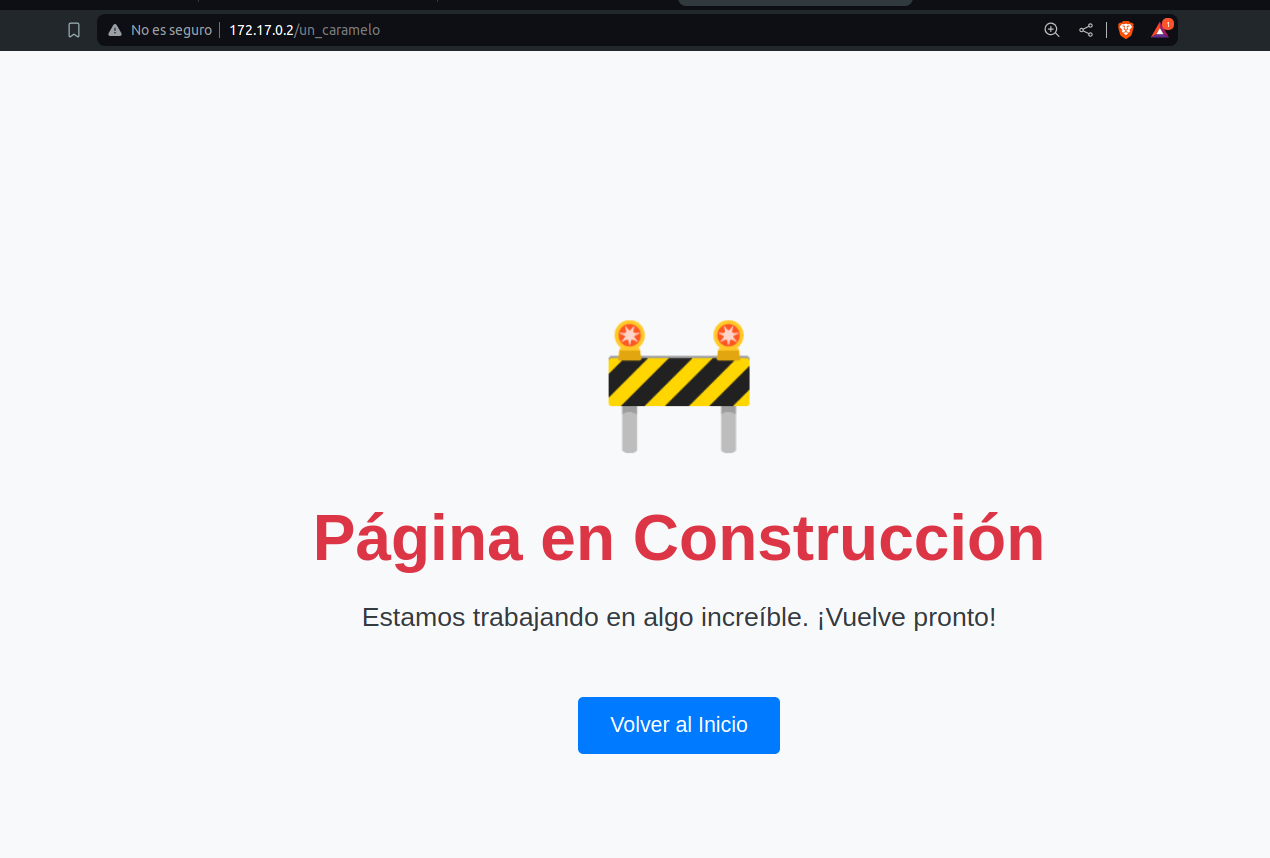 No es seguro 172.17.0.2/un_caramelo
1
Página en Construcción
Estamos trabajando en algo increíble. ¡Vuelve pronto!
Volver al Inicio